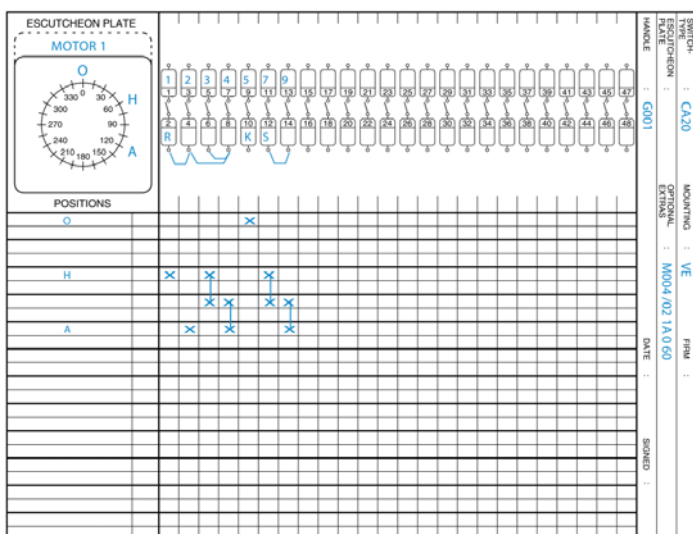 ESCUTCHEON PLATE
MOTOR 1
O
H
A
0 30 60 90 120 150 180 210 240 270 300 330
1 2 3 4 5 7 9
1 3 5 7 9 11 13 15 17 19 21 23 25 27 29 31 33 35 37 39 41 43 45 47
2 4 6 8 10 12 14 16 18 20 22 24 26 28 30 32 34 36 38 40 42 44 46 48
R K S
POSITIONS
O
H
A
SWITCH-TYPE : CA20
MOUNTING : VE
FIRM :
ESCUTCHEON PLATE :
OPTIONAL EXTRAS : M004 /02 1A 0 60
HANDLE : G001
DATE :
SIGNED :